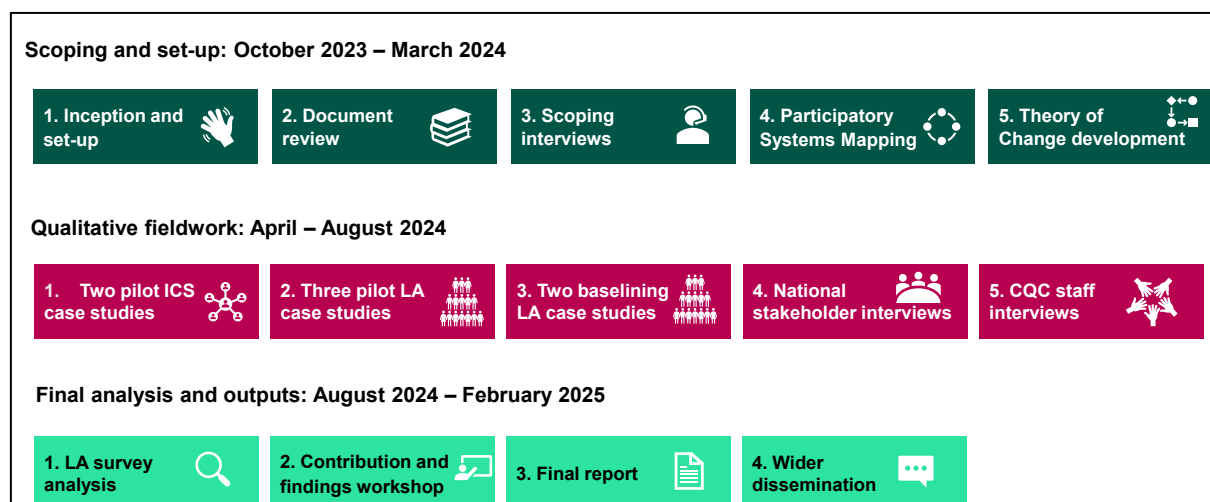 Scoping and set-up: October 2023 – March 2024
1. Inception and
set-up
2. Document
review
3. Scoping
interviews
4. Participatory
Systems Mapping
5. Theory of
Change development
Qualitative fieldwork: April – August 2024
1. Two pilot ICS
case studies
2. Three pilot LA
case studies
3. Two baselining
LA case studies
4. National
stakeholder interviews
5. CQC staff
interviews
Final analysis and outputs: August 2024 – February 2025
1. LA survey
analysis
2. Contribution and
findings workshop
3. Final report
4. Wider
dissemination